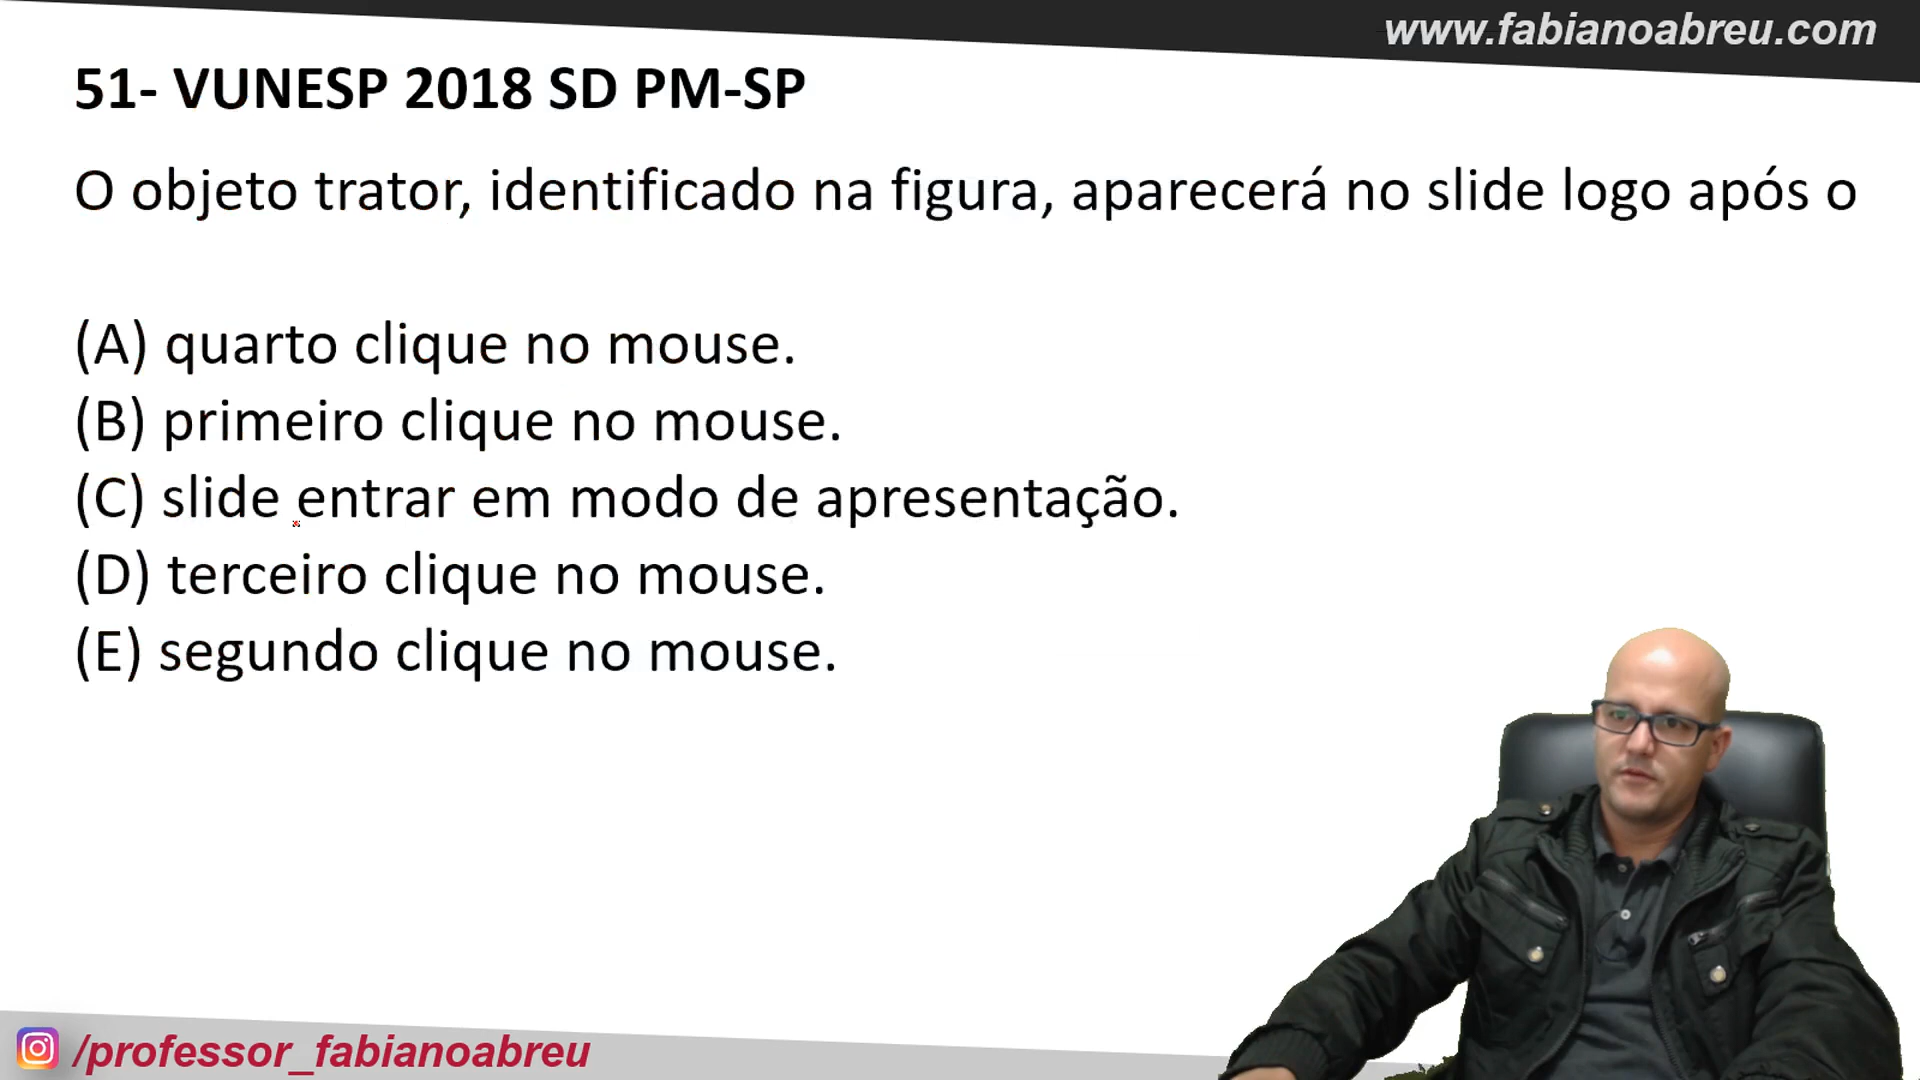 www.fabianoabreu.com
51- VUNESP 2018 SD PM-SP
O objeto trator, identificado na figura, aparecerá no slide logo após o
(A) quarto clique no mouse.
(B) primeiro clique no mouse.
(C) slide entrar em modo de apresentação.
(D) terceiro clique no mouse.
(E) segundo clique no mouse.
/professor_fabianoabreu